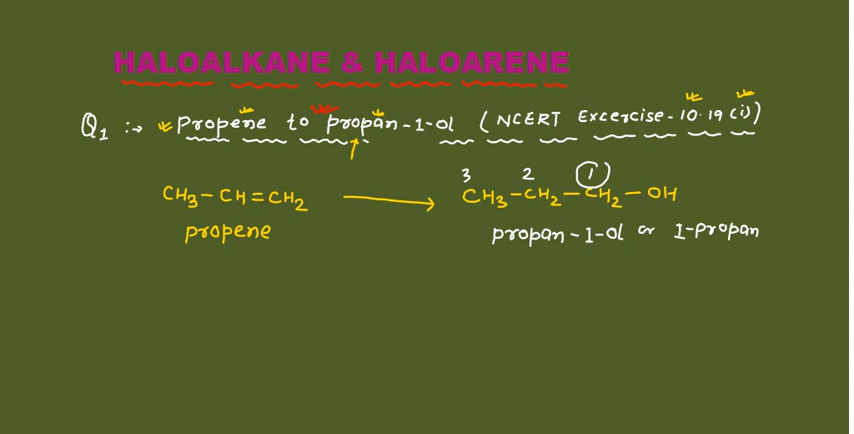 HALOALKANE & HALOARENE
Q1 :→ Propene to propan-1-ol (NCERT Excercise-10.19 (i))
3 2 1
CH3-CH=CH2 → CH3-CH2-CH2-OH
propene propan-1-ol or 1-propan